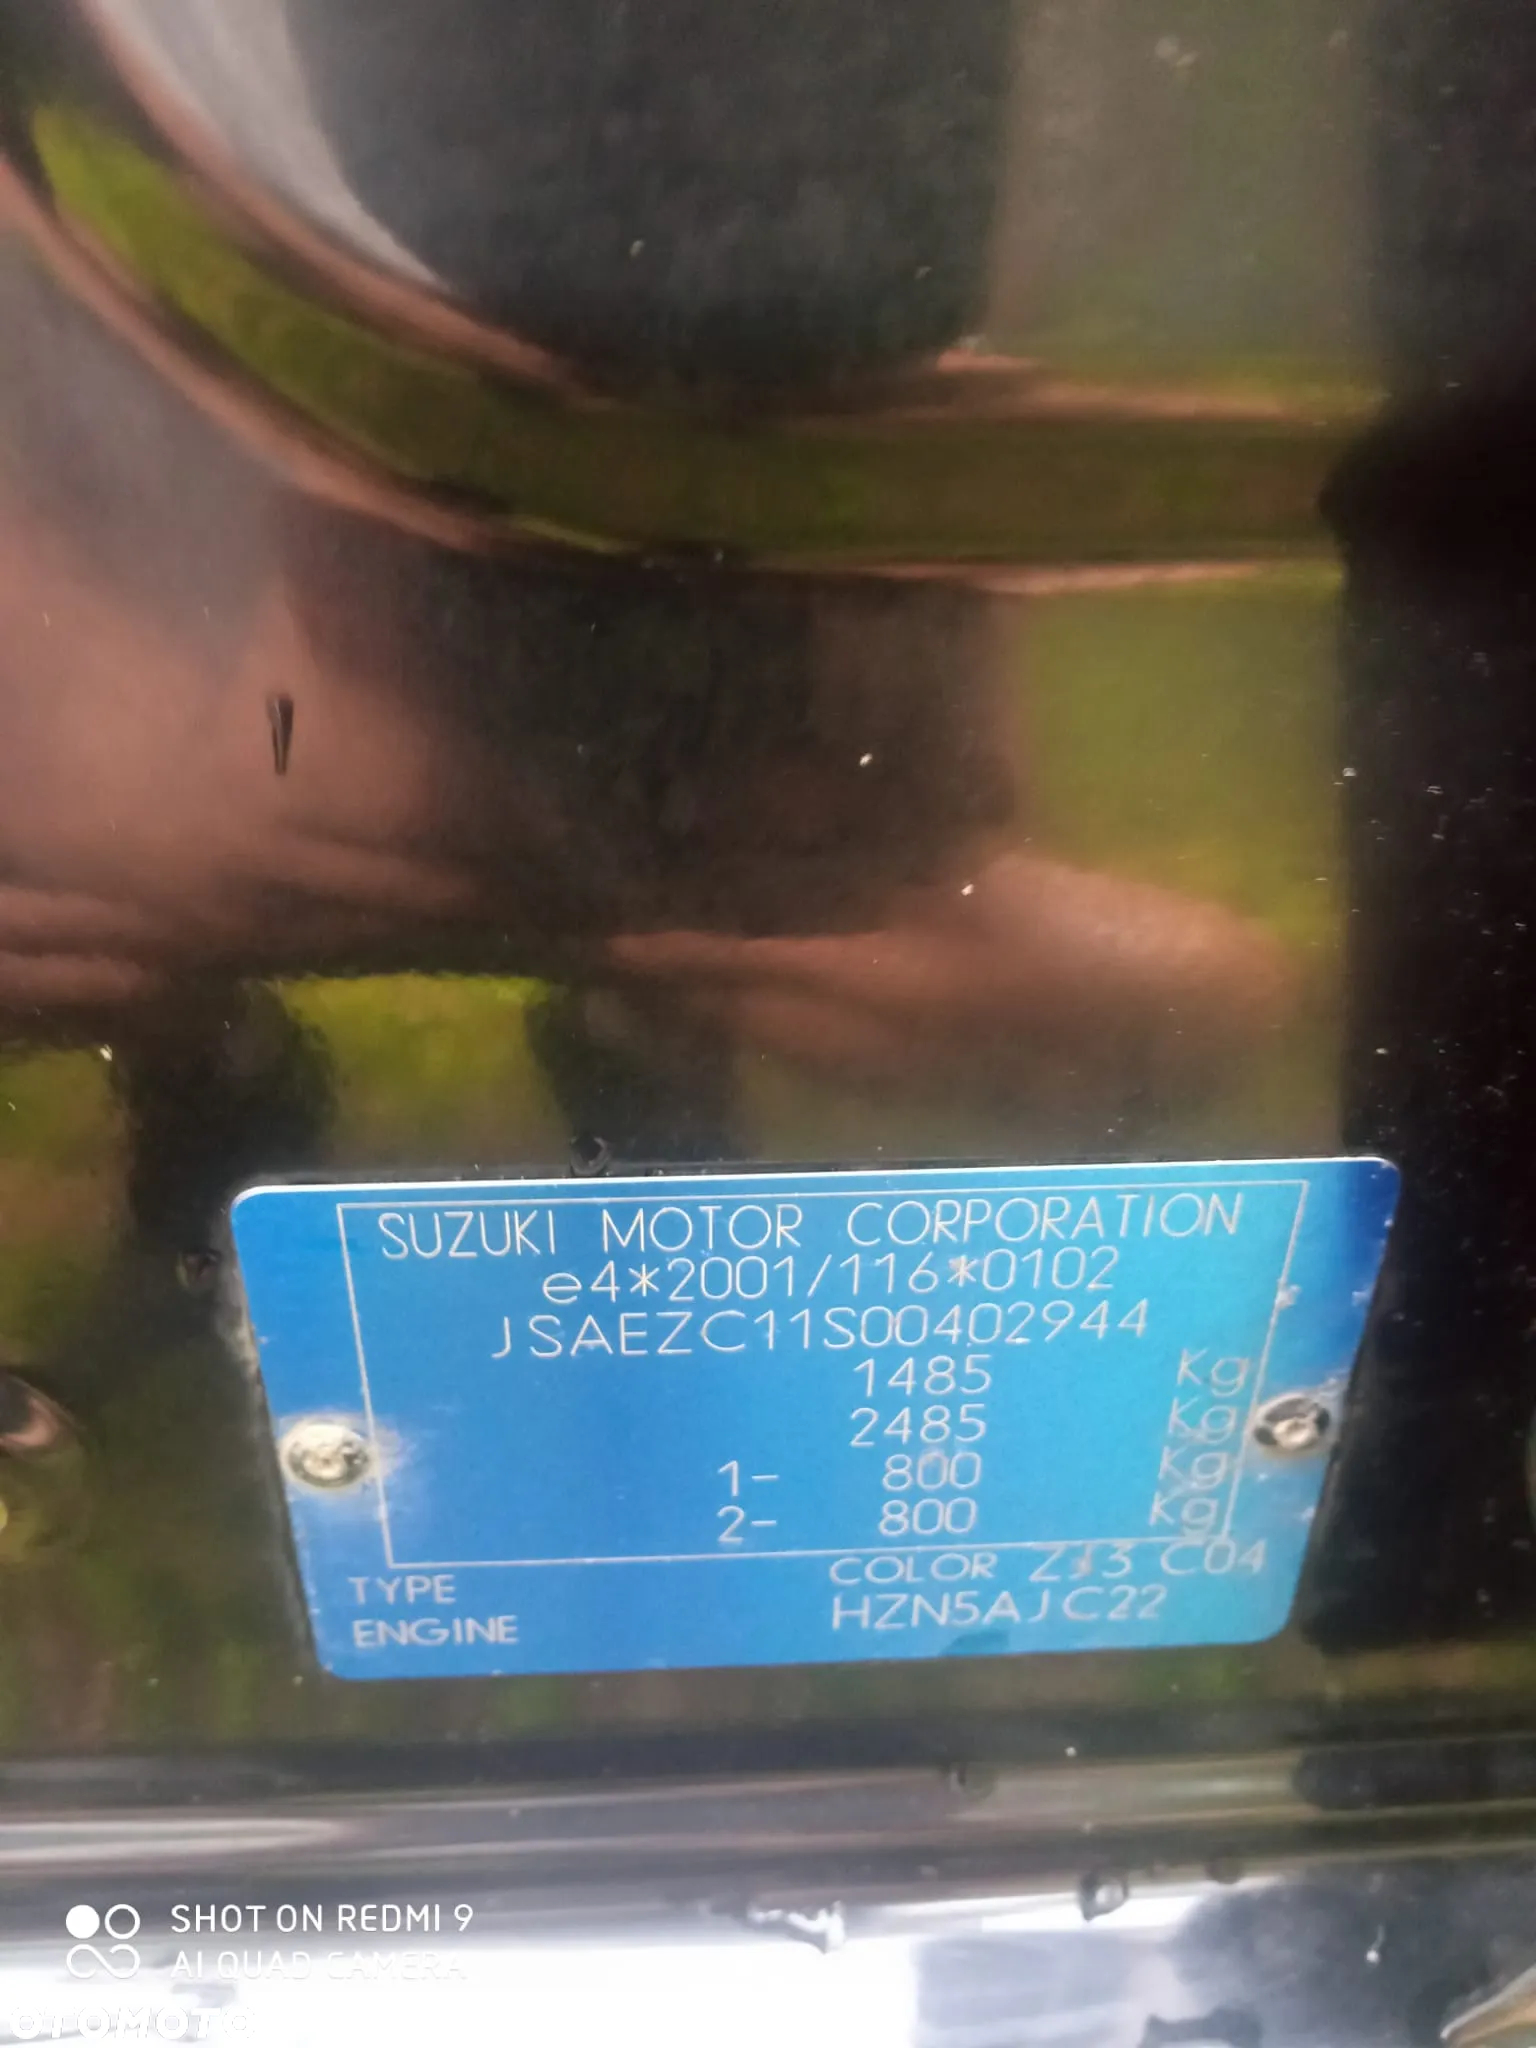 SUZUKI MOTOR CORPORATION
e4*2001/116*0102
JSAEZC11S00402944
1485 Kg
2485 Kg
1- 800 Kg
2- 800 Kg
TYPE COLOR ZJ3 C04
ENGINE HZN5AJC22
SHOT ON REDMI 9
AI QUAD CAMERA
OTOMOTO